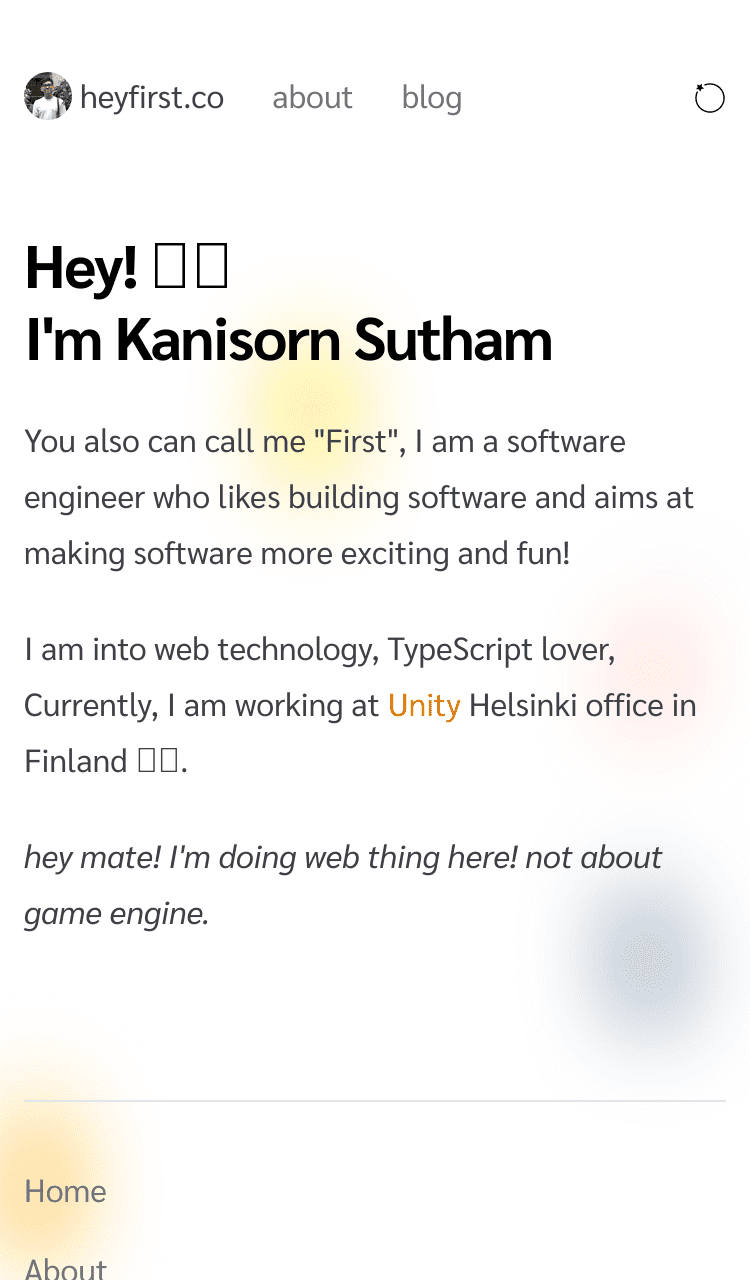 heyfirst.co about blog
Hey! 
I'm Kanisorn Sutham
You also can call me "First", I am a software
engineer who likes building software and aims at
making software more exciting and fun!
I am into web technology, TypeScript lover,
Currently, I am working at Unity Helsinki office in
Finland .
hey mate! I'm doing web thing here! not about
game engine.
Home
About